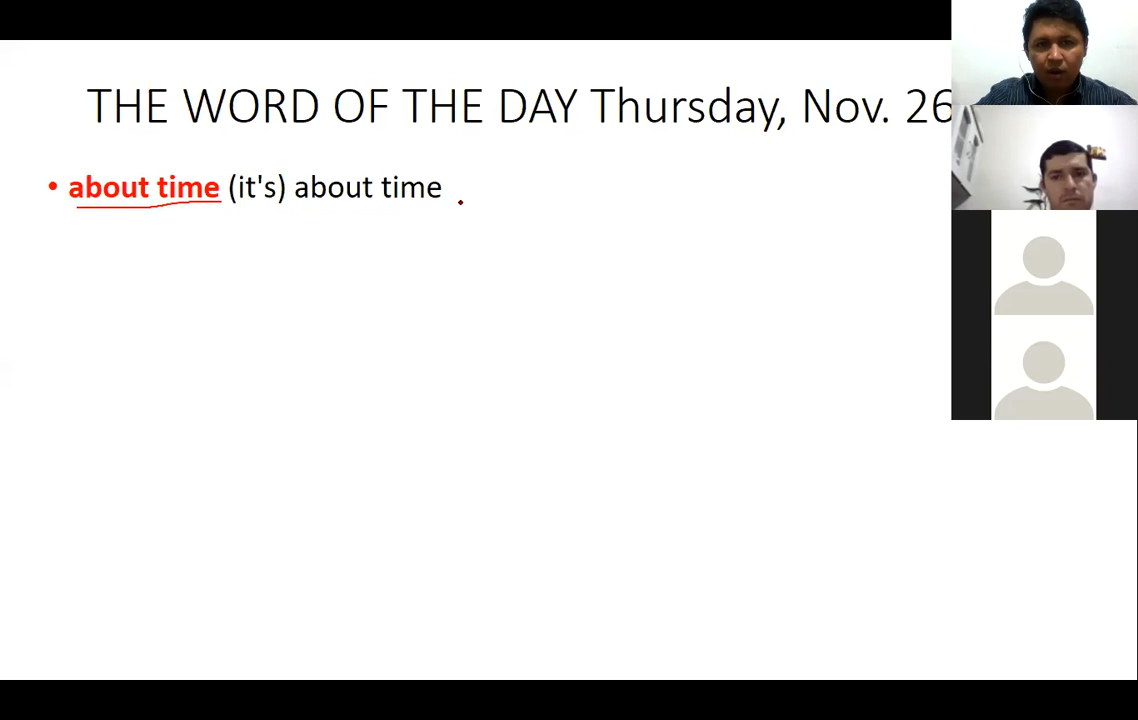 THE WORD OF THE DAY Thursday, Nov. 26
• about time (it's) about time